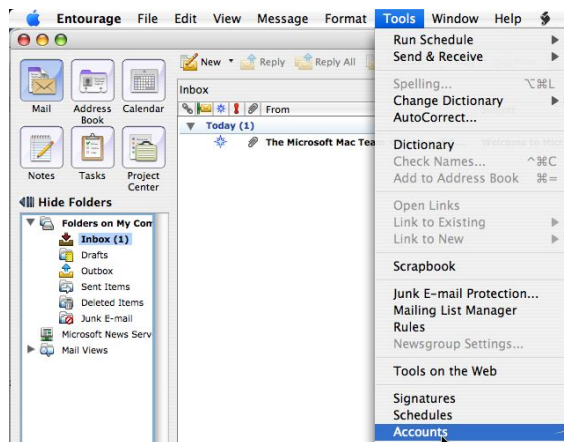 Entourage File Edit View Message Format Tools Window Help
New Reply Reply All
Mail Address Book Calendar
Notes Tasks Project Center
Hide Folders
Folders on My Com
Inbox (1)
Drafts
Outbox
Sent Items
Deleted Items
Junk E-mail
Microsoft News Serv
Mail Views
Inbox
From
Today (1)
The Microsoft Mac Tea
Run Schedule
Send & Receive
Spelling... ⌥⌘L
Change Dictionary
AutoCorrect...
Dictionary
Check Names... ^⌘C
Add to Address Book ⌘=
Open Links
Link to Existing
Link to New
Scrapbook
Junk E-mail Protection...
Mailing List Manager
Rules
Newsgroup Settings...
Tools on the Web
Signatures
Schedules
Accounts